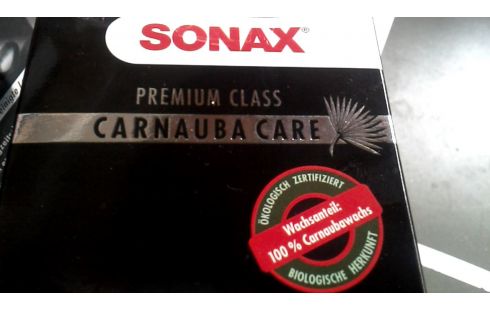 SONAX®
PREMIUM CLASS
CARNAUBA CARE
ÖKOLOGISCH ZERTIFIZIERT
Wachsanteil:
100 % Carnaubawachs
BIOLOGISCHE HERKUNFT